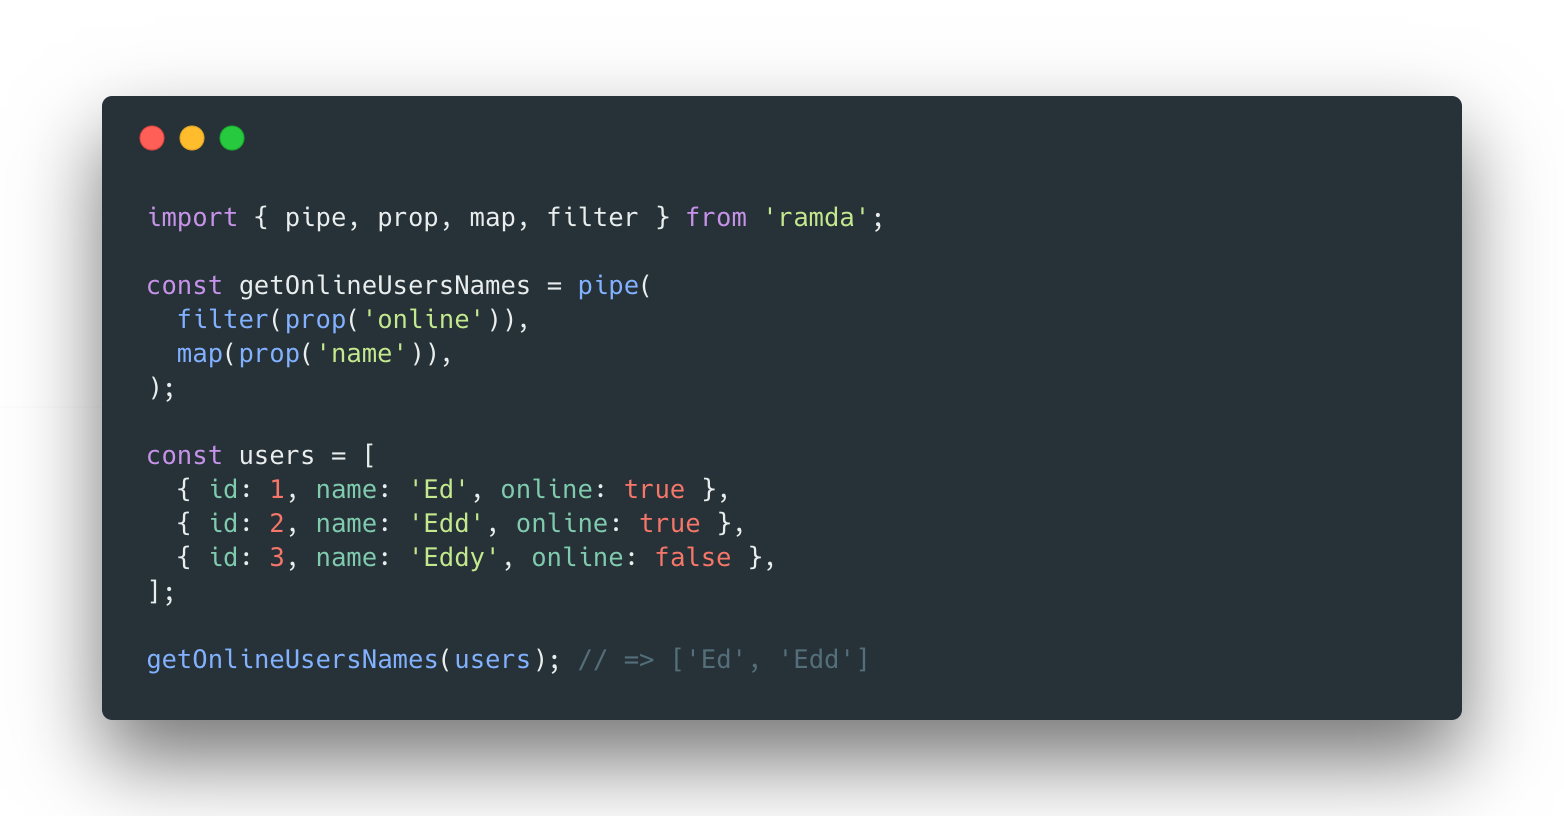 import { pipe, prop, map, filter } from 'ramda';
const getOnlineUsersNames = pipe(
  filter(prop('online')),
  map(prop('name')),
);
const users = [
  { id: 1, name: 'Ed', online: true },
  { id: 2, name: 'Edd', online: true },
  { id: 3, name: 'Eddy', online: false },
];
getOnlineUsersNames(users); // => ['Ed', 'Edd']